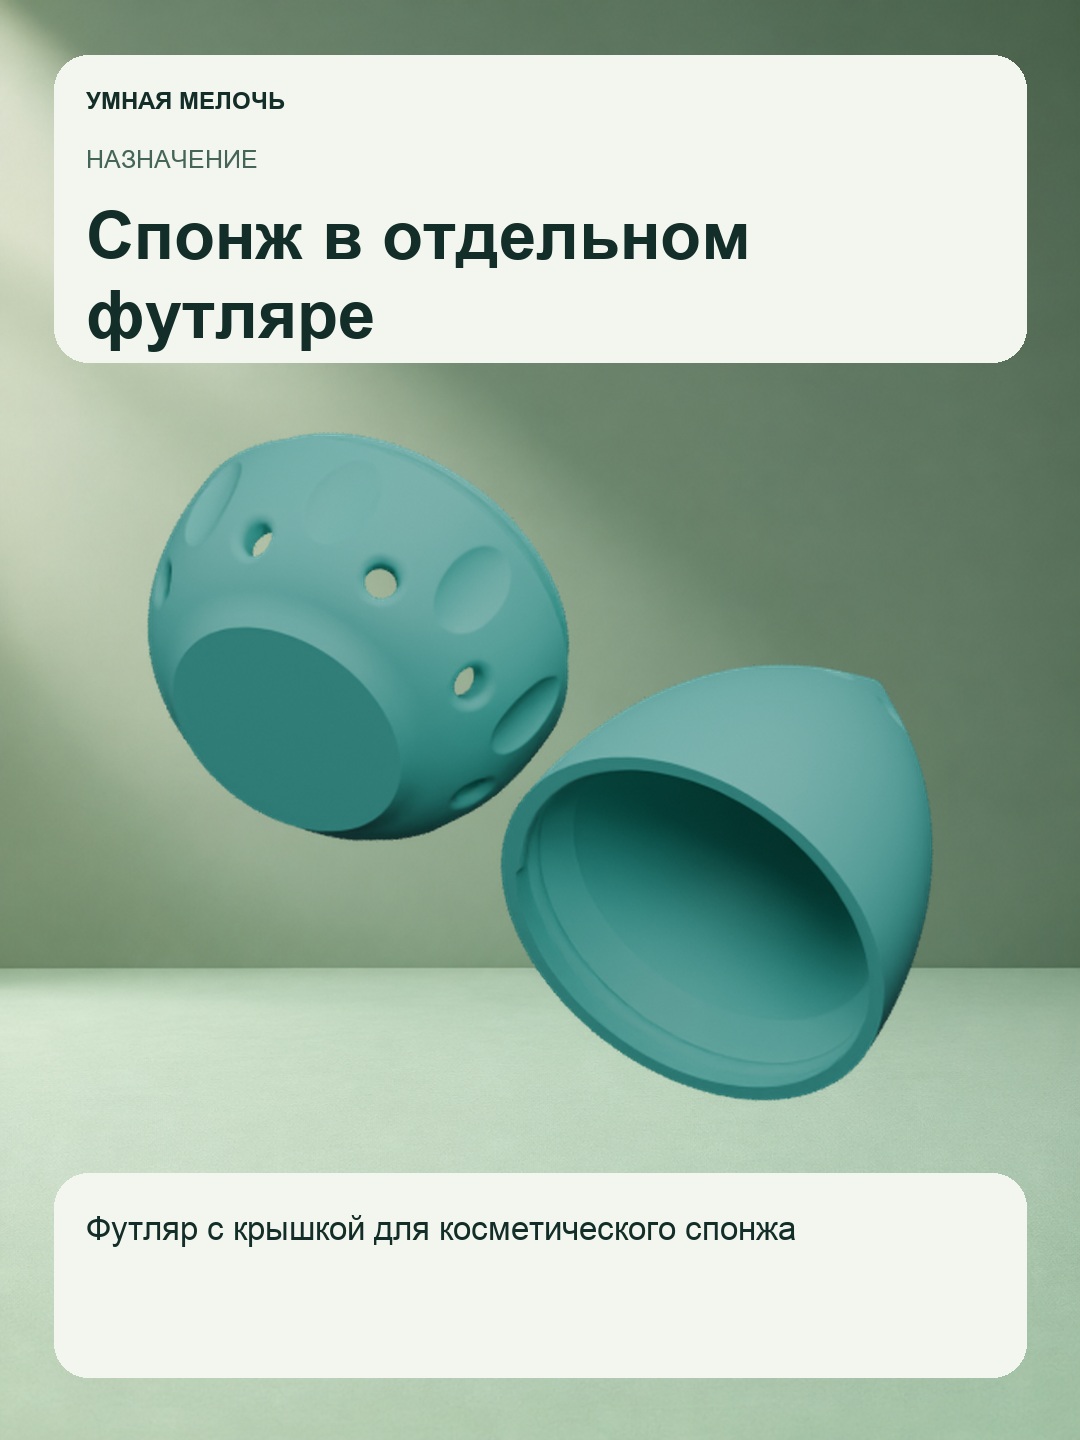 УМНАЯ МЕЛОЧЬ
НАЗНАЧЕНИЕ
Спонж в отдельном
футляре
Футляр с крышкой для косметического спонжа